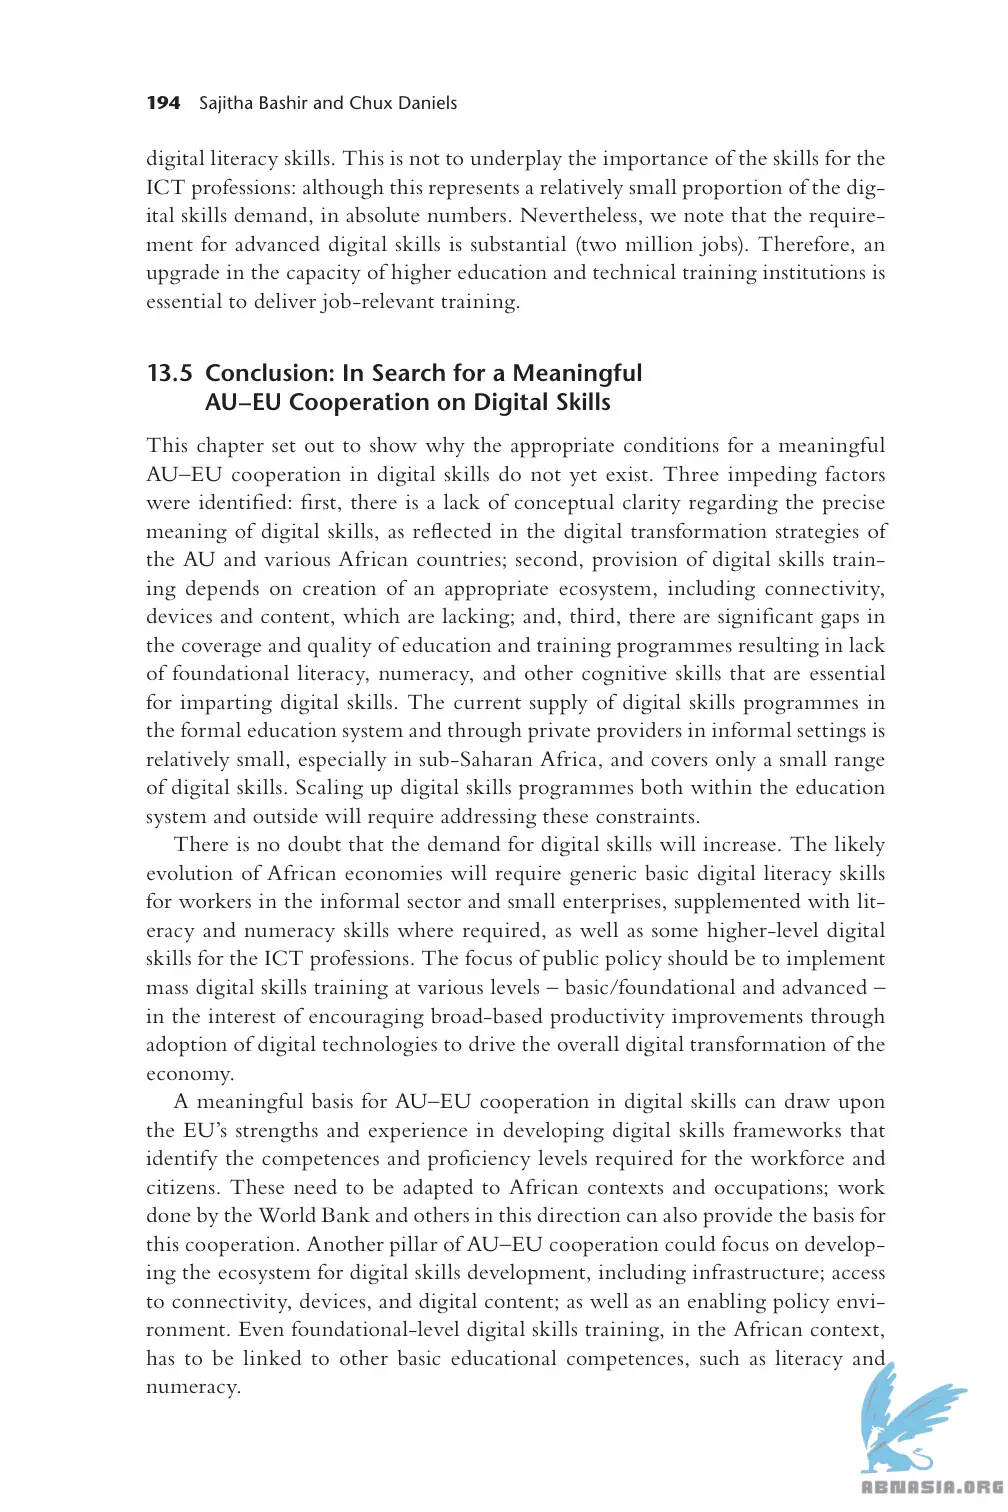 194 Sajitha Bashir and Chux Daniels
digital literacy skills. This is not to underplay the importance of the skills for the
ICT professions: although this represents a relatively small proportion of the dig-
ital skills demand, in absolute numbers. Nevertheless, we note that the require-
ment for advanced digital skills is substantial (two million jobs). Therefore, an
upgrade in the capacity of higher education and technical training institutions is
essential to deliver job-relevant training.
13.5 Conclusion: In Search for a Meaningful
AU–EU Cooperation on Digital Skills
This chapter set out to show why the appropriate conditions for a meaningful
AU–EU cooperation in digital skills do not yet exist. Three impeding factors
were identified: first, there is a lack of conceptual clarity regarding the precise
meaning of digital skills, as reflected in the digital transformation strategies of
the AU and various African countries; second, provision of digital skills train-
ing depends on creation of an appropriate ecosystem, including connectivity,
devices and content, which are lacking; and, third, there are significant gaps in
the coverage and quality of education and training programmes resulting in lack
of foundational literacy, numeracy, and other cognitive skills that are essential
for imparting digital skills. The current supply of digital skills programmes in
the formal education system and through private providers in informal settings is
relatively small, especially in sub-Saharan Africa, and covers only a small range
of digital skills. Scaling up digital skills programmes both within the education
system and outside will require addressing these constraints.
There is no doubt that the demand for digital skills will increase. The likely
evolution of African economies will require generic basic digital literacy skills
for workers in the informal sector and small enterprises, supplemented with lit-
eracy and numeracy skills where required, as well as some higher-level digital
skills for the ICT professions. The focus of public policy should be to implement
mass digital skills training at various levels – basic/foundational and advanced –
in the interest of encouraging broad-based productivity improvements through
adoption of digital technologies to drive the overall digital transformation of the
economy.
A meaningful basis for AU–EU cooperation in digital skills can draw upon
the EU’s strengths and experience in developing digital skills frameworks that
identify the competences and proficiency levels required for the workforce and
citizens. These need to be adapted to African contexts and occupations; work
done by the World Bank and others in this direction can also provide the basis for
this cooperation. Another pillar of AU–EU cooperation could focus on develop-
ing the ecosystem for digital skills development, including infrastructure; access
to connectivity, devices, and digital content; as well as an enabling policy envi-
ronment. Even foundational-level digital skills training, in the African context,
has to be linked to other basic educational competences, such as literacy and
numeracy.
ABNASIA.ORG